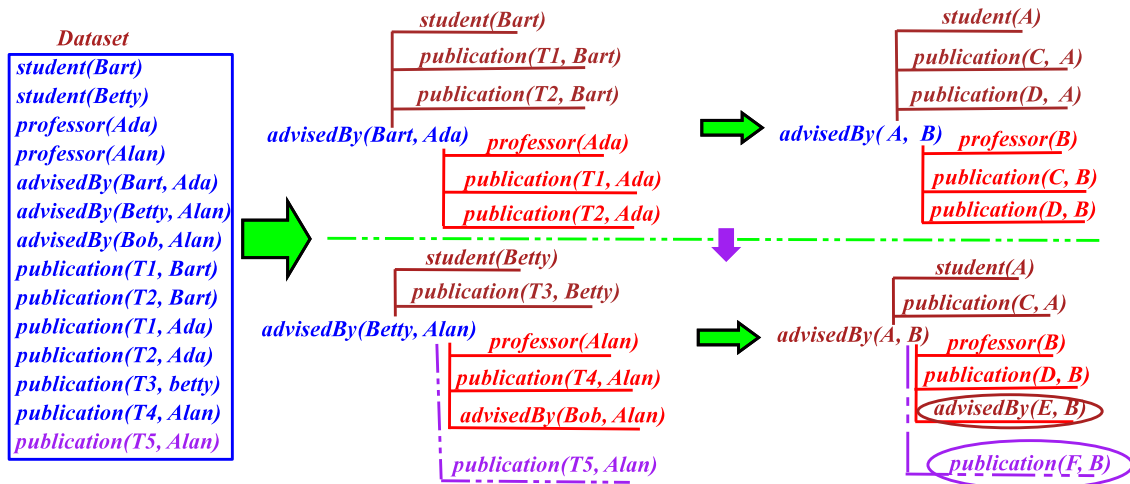 Dataset
student(Bart)
student(Betty)
professor(Ada)
professor(Alan)
advisedBy(Bart, Ada)
advisedBy(Betty, Alan)
advisedBy(Bob, Alan)
publication(T1, Bart)
publication(T2, Bart)
publication(T1, Ada)
publication(T2, Ada)
publication(T3, betty)
publication(T4, Alan)
publication(T5, Alan)
student(Bart)
publication(T1, Bart)
publication(T2, Bart)
advisedBy(Bart, Ada)
professor(Ada)
publication(T1, Ada)
publication(T2, Ada)
student(A)
publication(C, A)
publication(D, A)
advisedBy( A, B)
professor(B)
publication(C, B)
publication(D, B)
student(Betty)
publication(T3, Betty)
advisedBy(Betty, Alan)
professor(Alan)
publication(T4, Alan)
advisedBy(Bob, Alan)
publication(T5, Alan)
student(A)
publication(C, A)
advisedBy(A, B)
professor(B)
publication(D, B)
advisedBy(E, B)
publication(F, B)